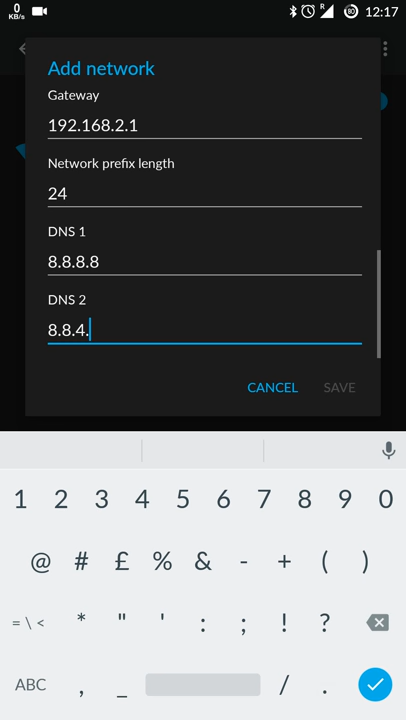 0
KB/s
R
80
12:17
Add network
Gateway
192.168.2.1
Network prefix length
24
DNS 1
8.8.8.8
DNS 2
8.8.4.
CANCEL SAVE
1 2 3 4 5 6 7 8 9 0
@ # £ % & - + ( )
= \ < * " ' : ; ! ?
ABC , _ / .